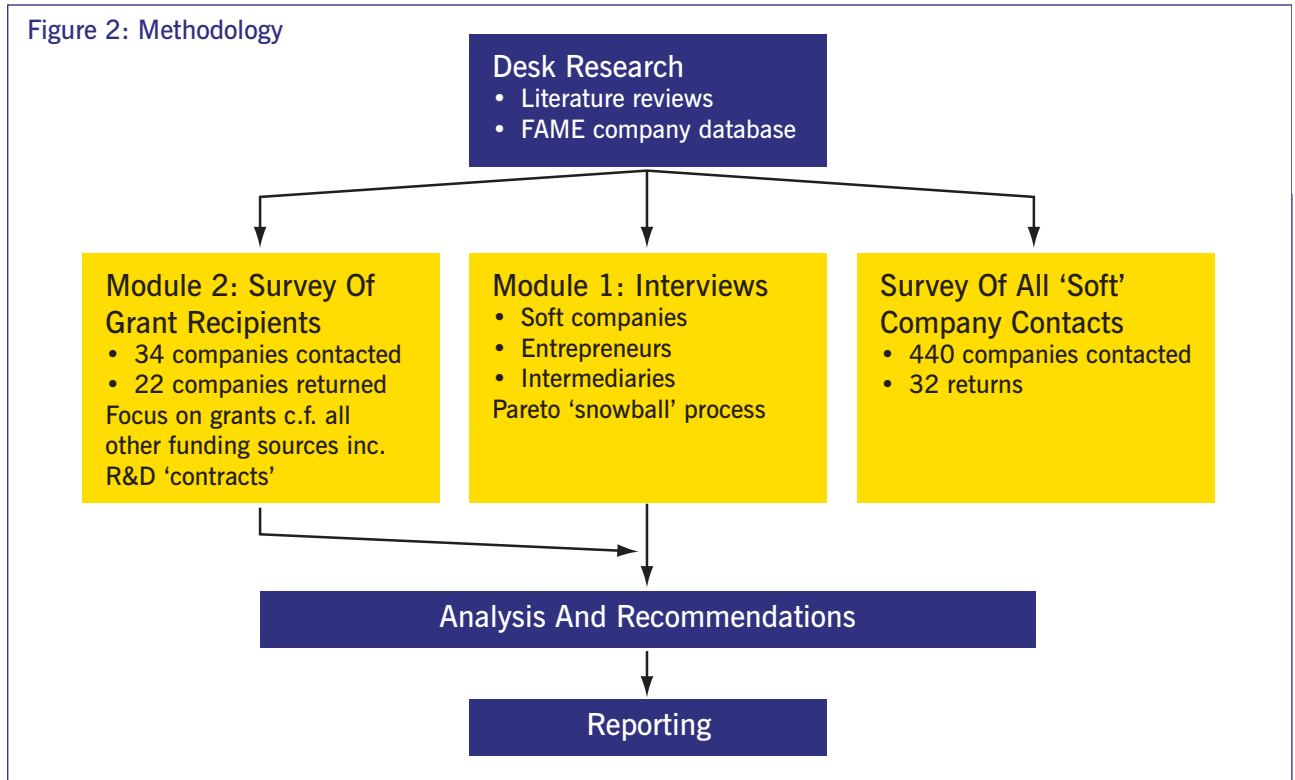 Figure 2: Methodology
Desk Research
• Literature reviews
• FAME company database
Module 2: Survey Of
Grant Recipients
• 34 companies contacted
• 22 companies returned
Focus on grants c.f. all
other funding sources inc.
R&D ‘contracts’
Module 1: Interviews
• Soft companies
• Entrepreneurs
• Intermediaries
Pareto ‘snowball’ process
Survey Of All ‘Soft’
Company Contacts
• 440 companies contacted
• 32 returns
Analysis And Recommendations
Reporting